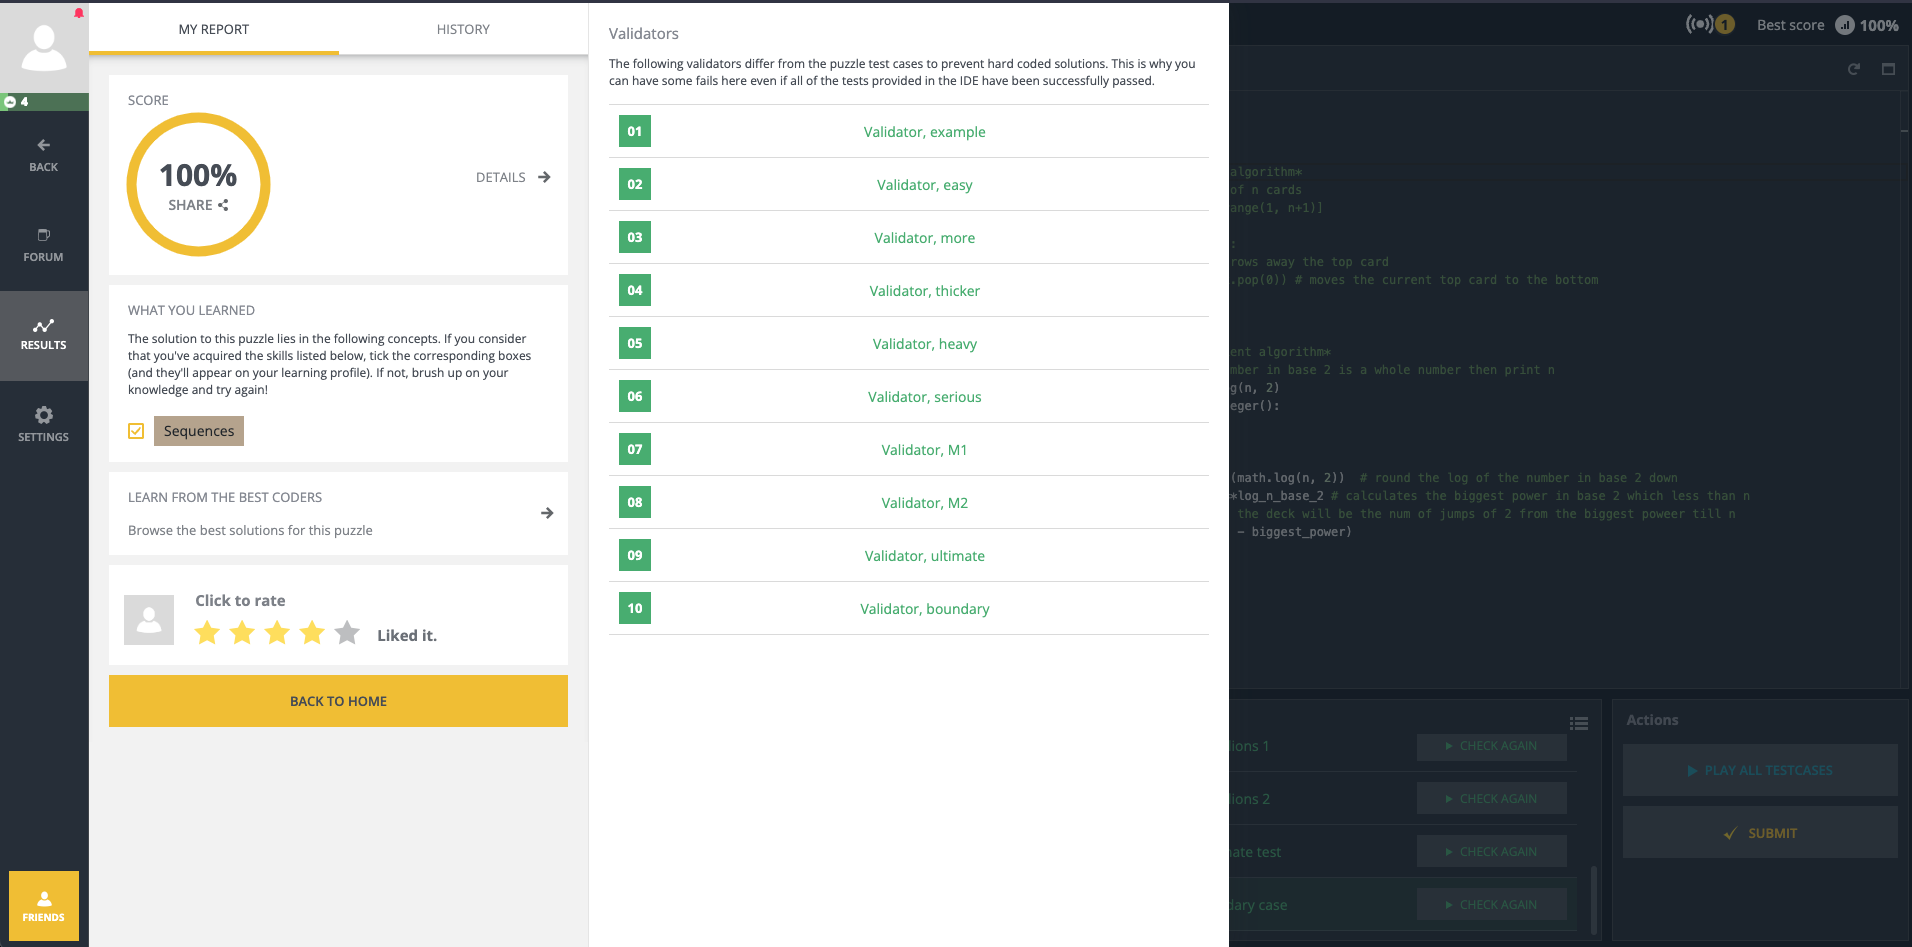 4
BACK
FORUM
RESULTS
SETTINGS
FRIENDS
MY REPORT
HISTORY
SCORE
100%
SHARE
DETAILS
WHAT YOU LEARNED
The solution to this puzzle lies in the following concepts. If you consider
that you've acquired the skills listed below, tick the corresponding boxes
(and they'll appear on your learning profile). If not, brush up on your
knowledge and try again!
Sequences
LEARN FROM THE BEST CODERS
Browse the best solutions for this puzzle
Click to rate
Liked it.
BACK TO HOME
Validators
The following validators differ from the puzzle test cases to prevent hard coded solutions. This is why you
can have some fails here even if all of the tests provided in the IDE have been successfully passed.
01 Validator, example
02 Validator, easy
03 Validator, more
04 Validator, thicker
05 Validator, heavy
06 Validator, serious
07 Validator, M1
08 Validator, M2
09 Validator, ultimate
10 Validator, boundary
1 Best score 100%
algorithm*
of n cards
ange(1, n+1)]
:
rows away the top card
.pop(0)) # moves the current top card to the bottom
ent algorithm*
mber in base 2 is a whole number then print n
g(n, 2)
eger():
(math.log(n, 2))  # round the log of the number in base 2 down
*log_n_base_2 # calculates the biggest power in base 2 which less than n
the deck will be the num of jumps of 2 from the biggest poweer till n
- biggest_power)
lions 1 CHECK AGAIN
lions 2 CHECK AGAIN
ate test CHECK AGAIN
dary case CHECK AGAIN
Actions
PLAY ALL TESTCASES
SUBMIT